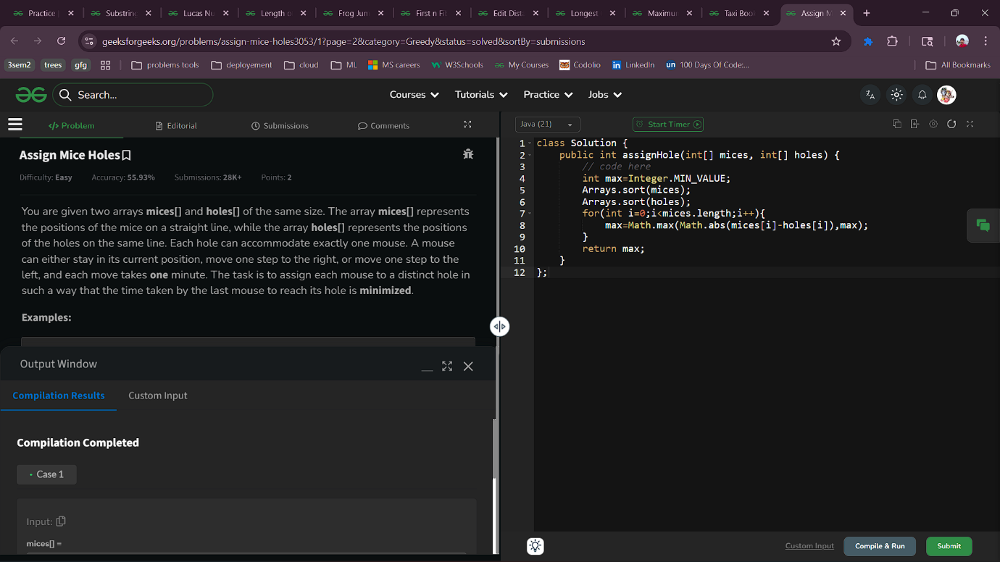 Practice |
Substring
Lucas Nu
Length o
Frog Jum
First n Fi
Edit Dist
Longest
Maximum
Taxi Boo
Assign M
geeksforgeeks.org/problems/assign-mice-holes3053/1?page=2&category=Greedy&status=solved&sortBy=submissions
3sem2 trees gfg problems tools deployement cloud ML MS careers W3Schools My Courses Codolio LinkedIn 100 Days Of Code:... All Bookmarks
Search... Courses Tutorials Practice Jobs
</> Problem Editorial Submissions Comments
Java (21) Start Timer
Assign Mice Holes
Difficulty: Easy Accuracy: 55.93% Submissions: 28K+ Points: 2
You are given two arrays mices[] and holes[] of the same size. The array mices[] represents
the positions of the mice on a straight line, while the array holes[] represents the positions
of the holes on the same line. Each hole can accommodate exactly one mouse. A mouse
can either stay in its current position, move one step to the right, or move one step to the
left, and each move takes one minute. The task is to assign each mouse to a distinct hole in
such a way that the time taken by the last mouse to reach its hole is minimized.
Examples:
Output Window
Compilation Results Custom Input
Compilation Completed
Case 1
Input:
mices[] =
1 class Solution {
2 public int assignHole(int[] mices, int[] holes) {
3 // code here
4 int max=Integer.MIN_VALUE;
5 Arrays.sort(mices);
6 Arrays.sort(holes);
7 for(int i=0;i<mices.length;i++){
8 max=Math.max(Math.abs(mices[i]-holes[i]),max);
9 }
10 return max;
11 }
12 };
Custom Input Compile & Run Submit